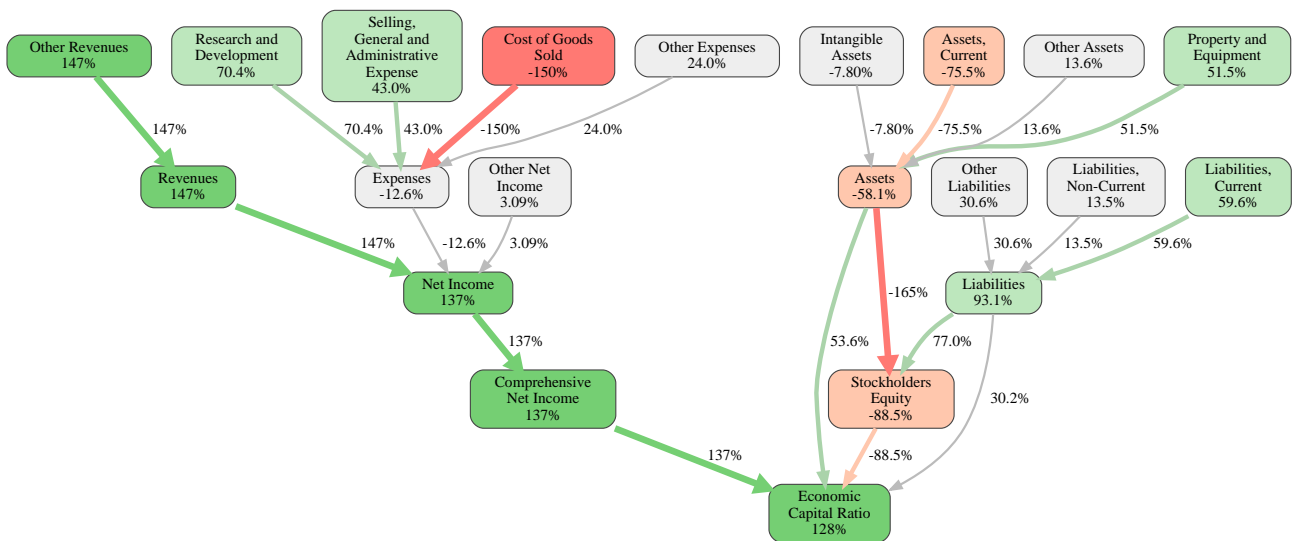 Other Revenues
147%
Research and
Development
70.4%
Selling,
General and
Administrative
Expense
43.0%
Cost of Goods
Sold
-150%
Other Expenses
24.0%
Intangible
Assets
-7.80%
Assets,
Current
-75.5%
Other Assets
13.6%
Property and
Equipment
51.5%
147%
70.4%
43.0%
-150%
24.0%
-7.80%
-75.5%
13.6%
51.5%
Revenues
147%
Expenses
-12.6%
Other Net
Income
3.09%
Assets
-58.1%
Other
Liabilities
30.6%
Liabilities,
Non-Current
13.5%
Liabilities,
Current
59.6%
147%
-12.6%
3.09%
30.6%
13.5%
59.6%
Net Income
137%
-165%
Liabilities
93.1%
137%
53.6%
77.0%
Comprehensive
Net Income
137%
Stockholders
Equity
-88.5%
30.2%
137%
-88.5%
Economic
Capital Ratio
128%